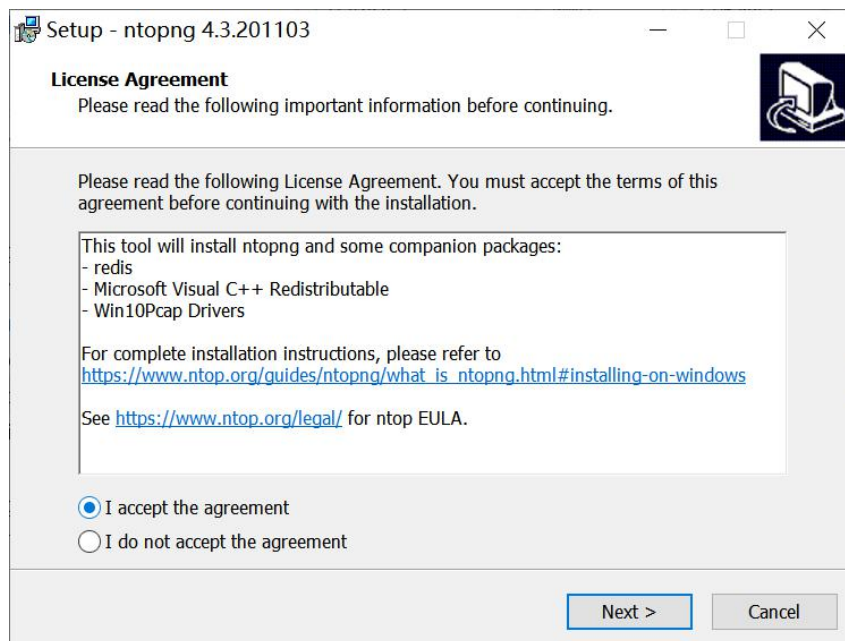 Setup - ntopng 4.3.201103
License Agreement
Please read the following important information before continuing.
Please read the following License Agreement. You must accept the terms of this
agreement before continuing with the installation.
This tool will install ntopng and some companion packages:
- redis
- Microsoft Visual C++ Redistributable
- Win10Pcap Drivers
For complete installation instructions, please refer to
https://www.ntop.org/guides/ntopng/what_is_ntopng.html#installing-on-windows
See https://www.ntop.org/legal/ for ntop EULA.
I accept the agreement
I do not accept the agreement
Next >
Cancel